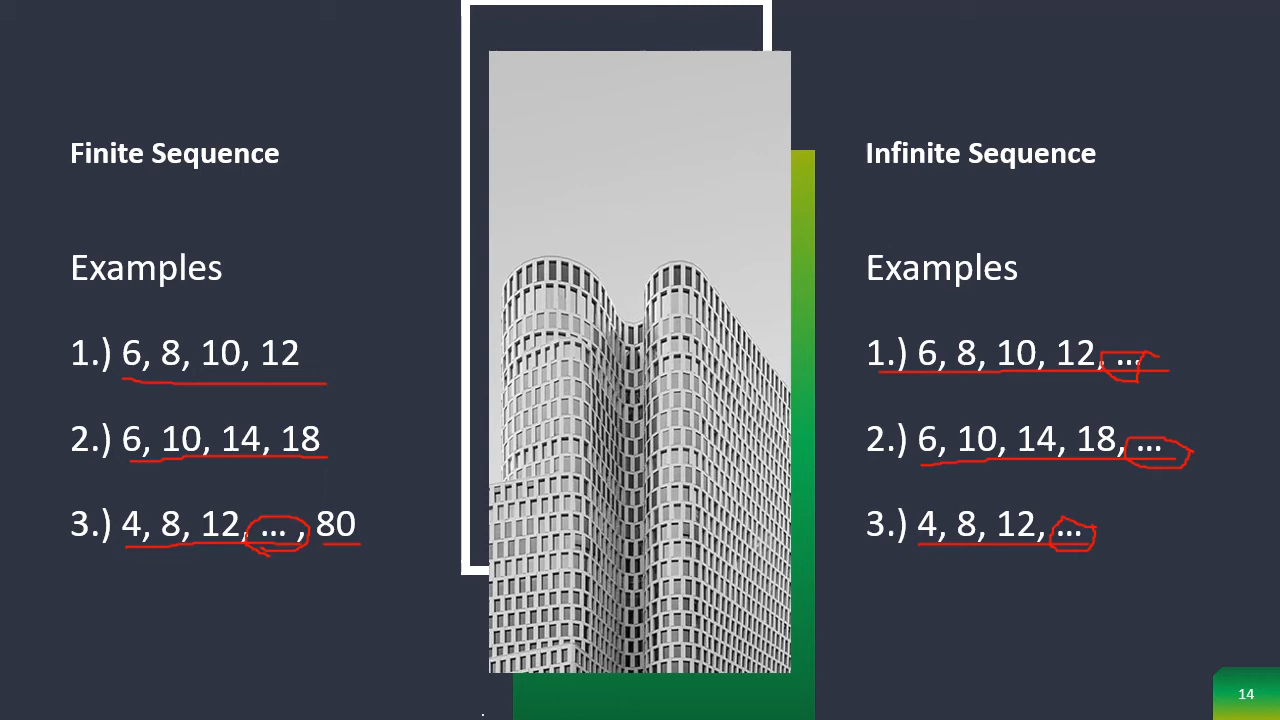 Finite Sequence
Examples
1.) 6, 8, 10, 12
2.) 6, 10, 14, 18
3.) 4, 8, 12, ... , 80
Infinite Sequence
Examples
1.) 6, 8, 10, 12, ...
2.) 6, 10, 14, 18, ...
3.) 4, 8, 12, ...
14